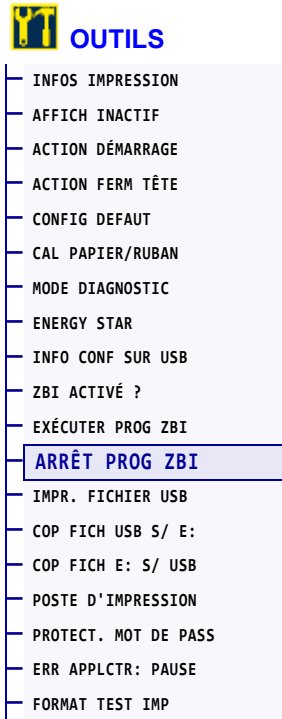 OUTILS
INFOS IMPRESSION
AFFICH INACTIF
ACTION DÉMARRAGE
ACTION FERM TÊTE
CONFIG DEFAUT
CAL PAPIER/RUBAN
MODE DIAGNOSTIC
ENERGY STAR
INFO CONF SUR USB
ZBI ACTIVÉ ?
EXÉCUTER PROG ZBI
ARRÊT PROG ZBI
IMPR. FICHIER USB
COP FICH USB S/ E:
COP FICH E: S/ USB
POSTE D'IMPRESSION
PROTECT. MOT DE PASS
ERR APPLCTR: PAUSE
FORMAT TEST IMP